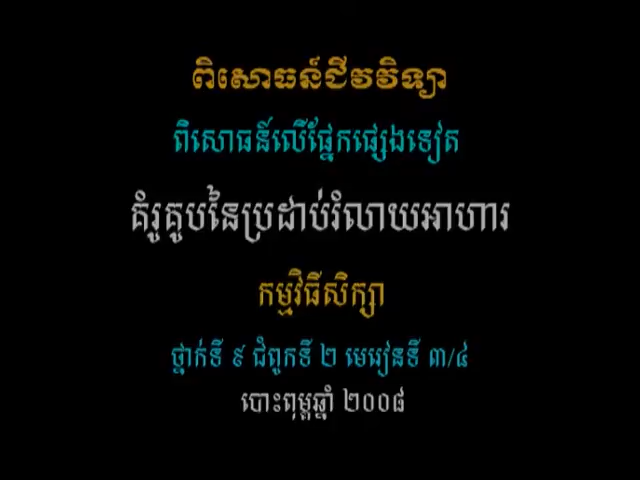 ពិសោធន៍ជីវវិទ្យា
ពិសោធន៍លើផ្នែកផ្សេងទៀត
គំរូគូបនៃប្រដាប់រំលាយអាហារ
កម្មវិធីសិក្សា
ថ្នាក់ទី ៩ ជំពូកទី ២ មេរៀនទី ៣/៤
បោះពុម្ពឆ្នាំ ២០០៨